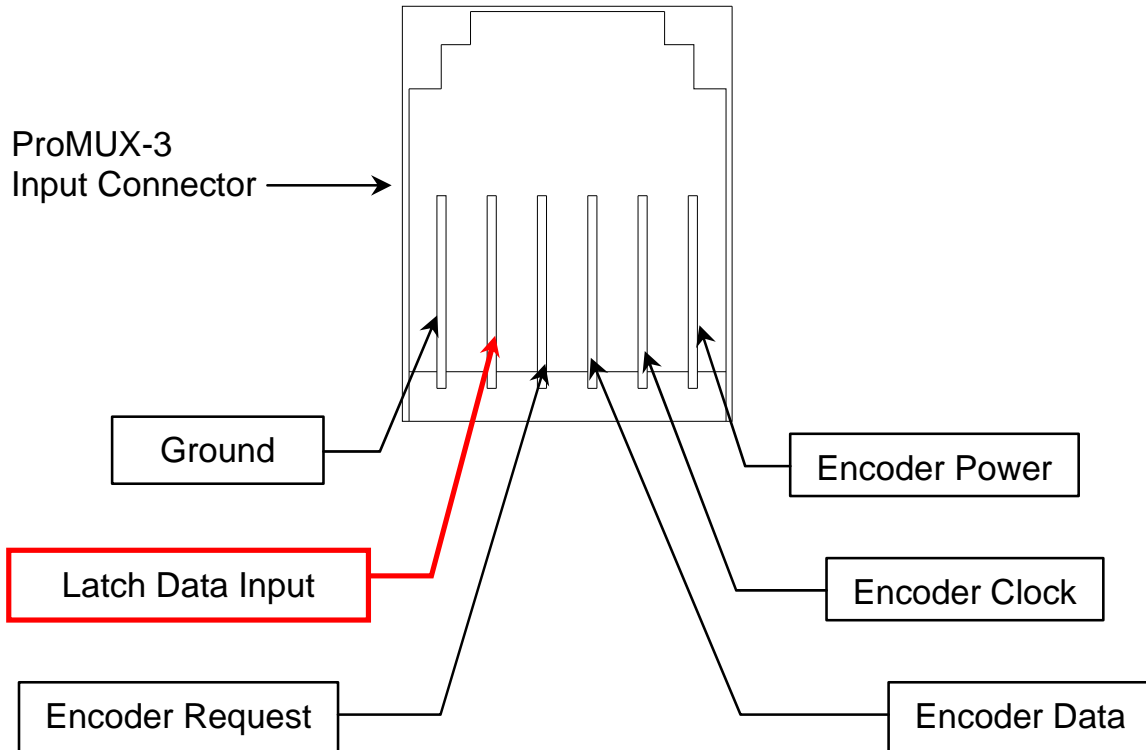 ProMUX-3
Input Connector
Ground
Encoder Power
Latch Data Input
Encoder Clock
Encoder Request
Encoder Data